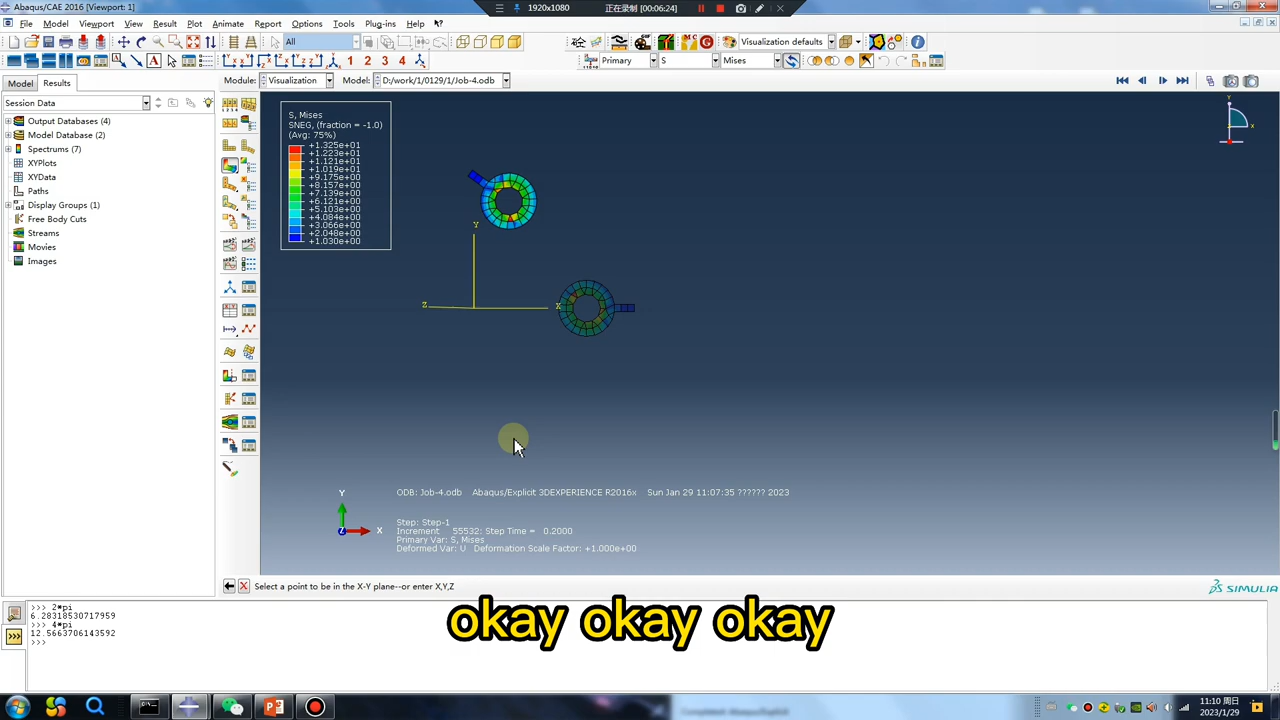 Abaqus/CAE 2016 [Viewport: 1]
1920x1080
正在录制 [00:06:24]
File Model Viewport View Result Plot Animate Report Options Tools Plug-ins Help
All
Visualization defaults
Primary S Mises
1 2 3 4
Model Results
Module: Visualization Model: D:/work/1/0129/1/Job-4.odb
Session Data
Output Databases (4)
Model Database (2)
Spectrums (7)
XYPlots
XYData
Paths
Display Groups (1)
Free Body Cuts
Streams
Movies
Images
S, Mises
SNEG, (fraction = -1.0)
(Avg: 75%)
+1.325e+01
+1.223e+01
+1.121e+01
+1.019e+01
+9.175e+00
+8.157e+00
+7.139e+00
+6.121e+00
+5.103e+00
+4.084e+00
+3.066e+00
+2.048e+00
+1.030e+00
Y
Z
X
ODB: Job-4.odb Abaqus/Explicit 3DEXPERIENCE R2016x Sun Jan 29 11:07:35 ?????? 2023
Y
Z
X
Step: Step-1
Increment 55532: Step Time = 0.2000
Primary Var: S, Mises
Deformed Var: U Deformation Scale Factor: +1.000e+00
Select a point to be in the X-Y plane--or enter X,Y,Z
SIMULIA
>>> 2*pi
6.28318530717959
>>> 4*pi
12.5663706143592
>>>
okay okay okay
11:10 周日
2023/1/29